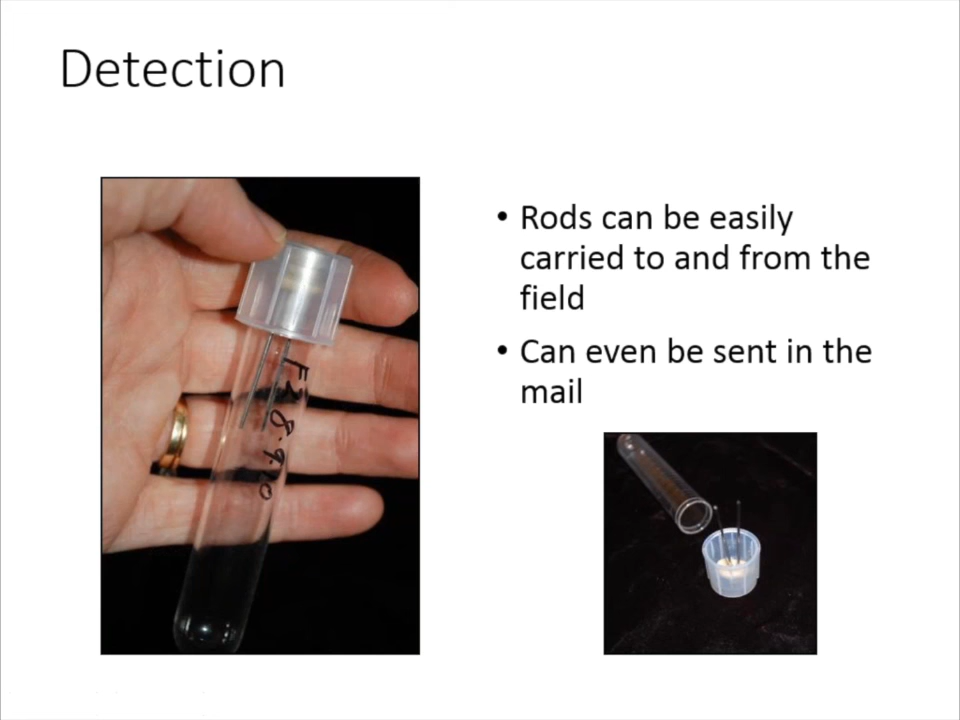 Detection
• Rods can be easily
carried to and from the
field
• Can even be sent in the
mail